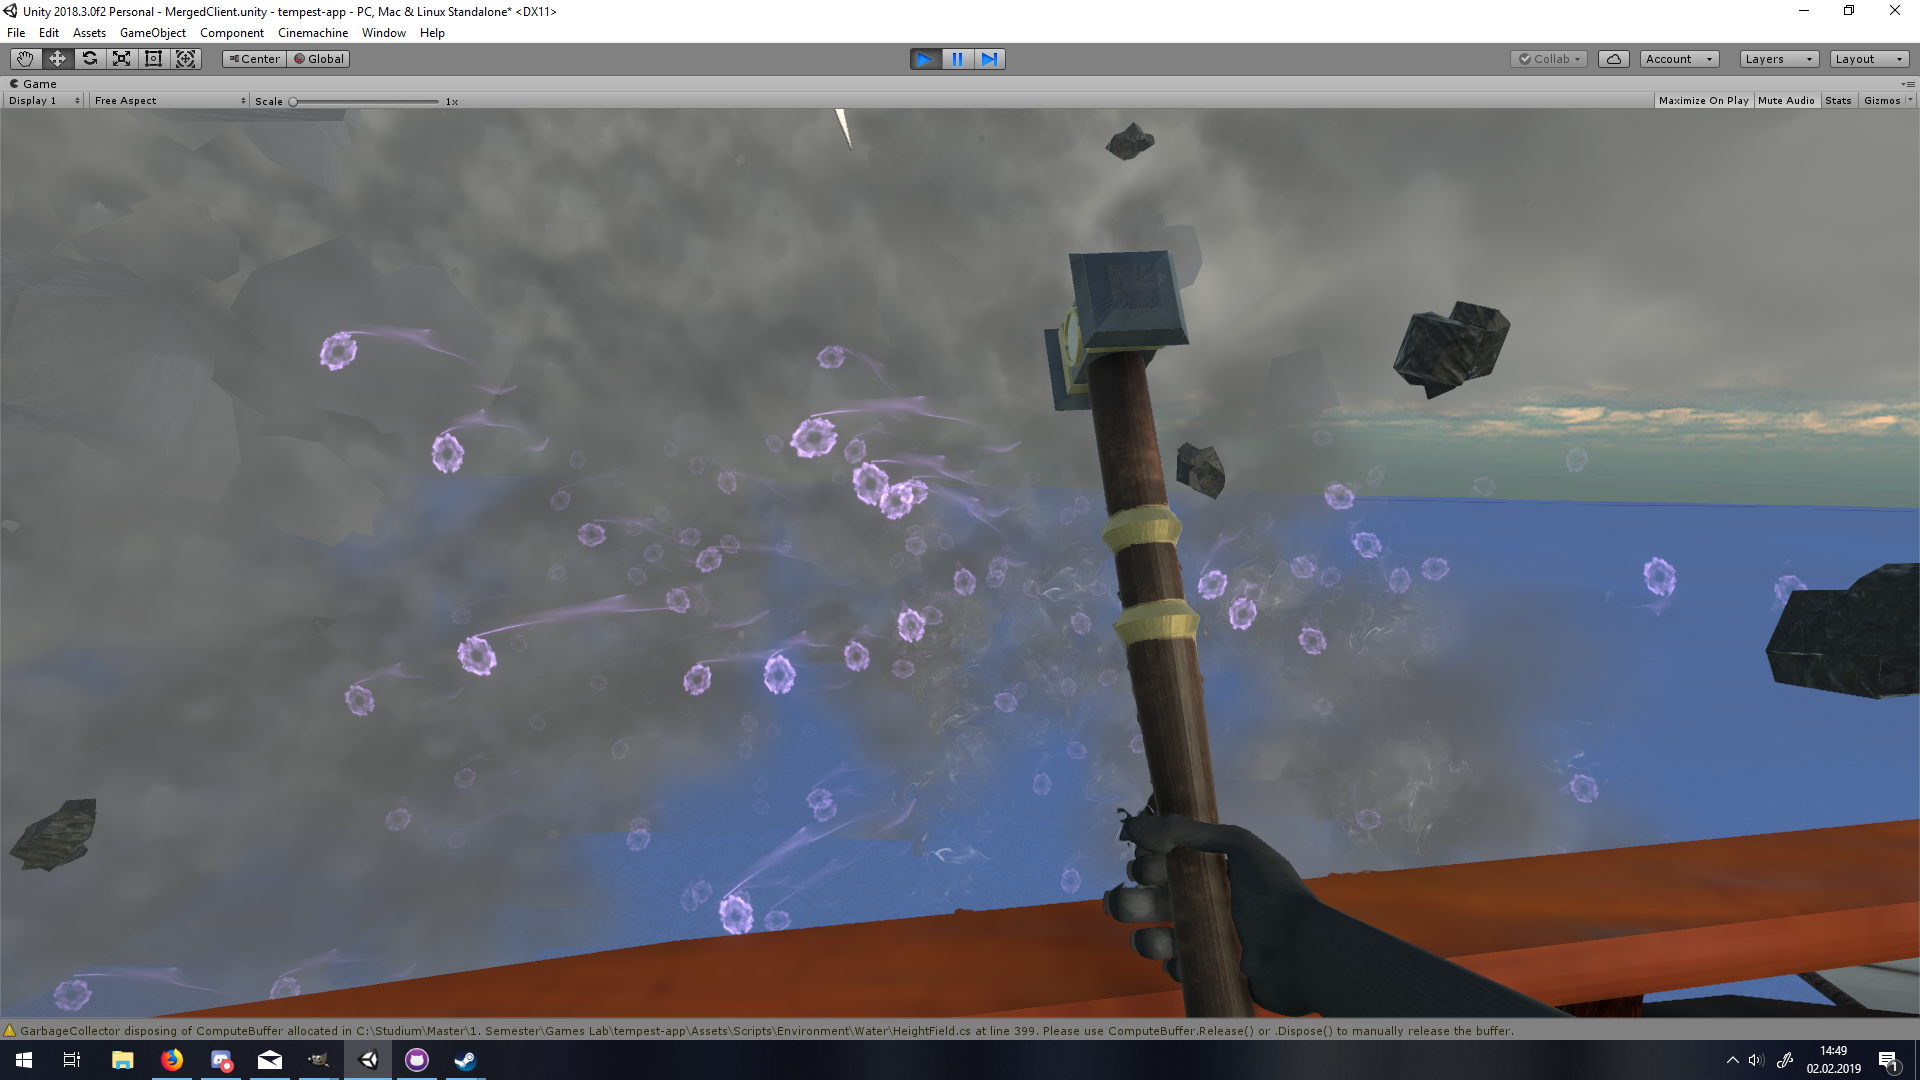 Unity 2018.3.0f2 Personal - MergedClient.unity - tempest-app - PC, Mac & Linux Standalone* <DX11>
File Edit Assets GameObject Component Cinemachine Window Help
Center Global Collab Account Layers Layout
Game
Display 1 Free Aspect Scale 1x Maximize On Play Mute Audio Stats Gizmos
GarbageCollector disposing of ComputeBuffer allocated in C:\Studium\Master\1. Semester\Games Lab\tempest-app\Assets\Scripts\Environment\Water\HeightField.cs at line 399. Please use ComputeBuffer.Release() or .Dispose() to manually release the buffer.
14:49
02.02.2019
1